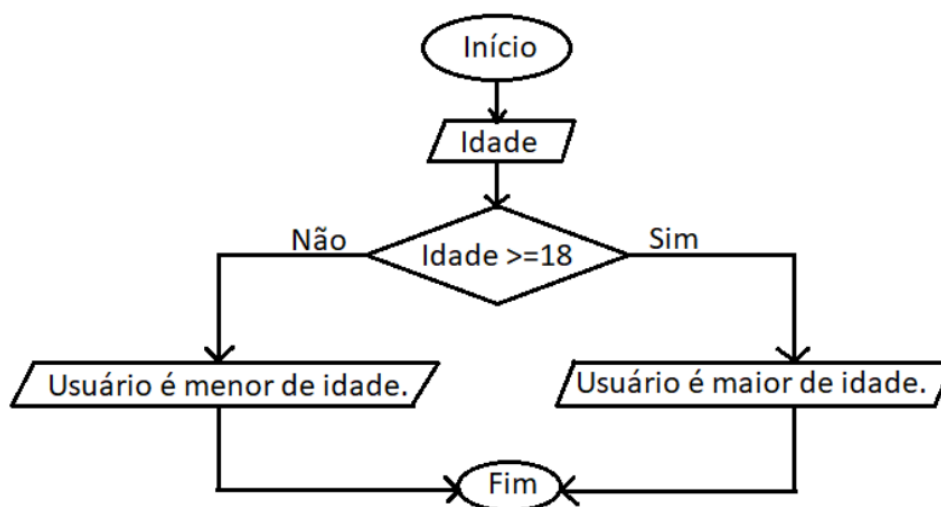 Início
Idade
Não
Idade >=18
Sim
Usuário é menor de idade.
Usuário é maior de idade.
Fim